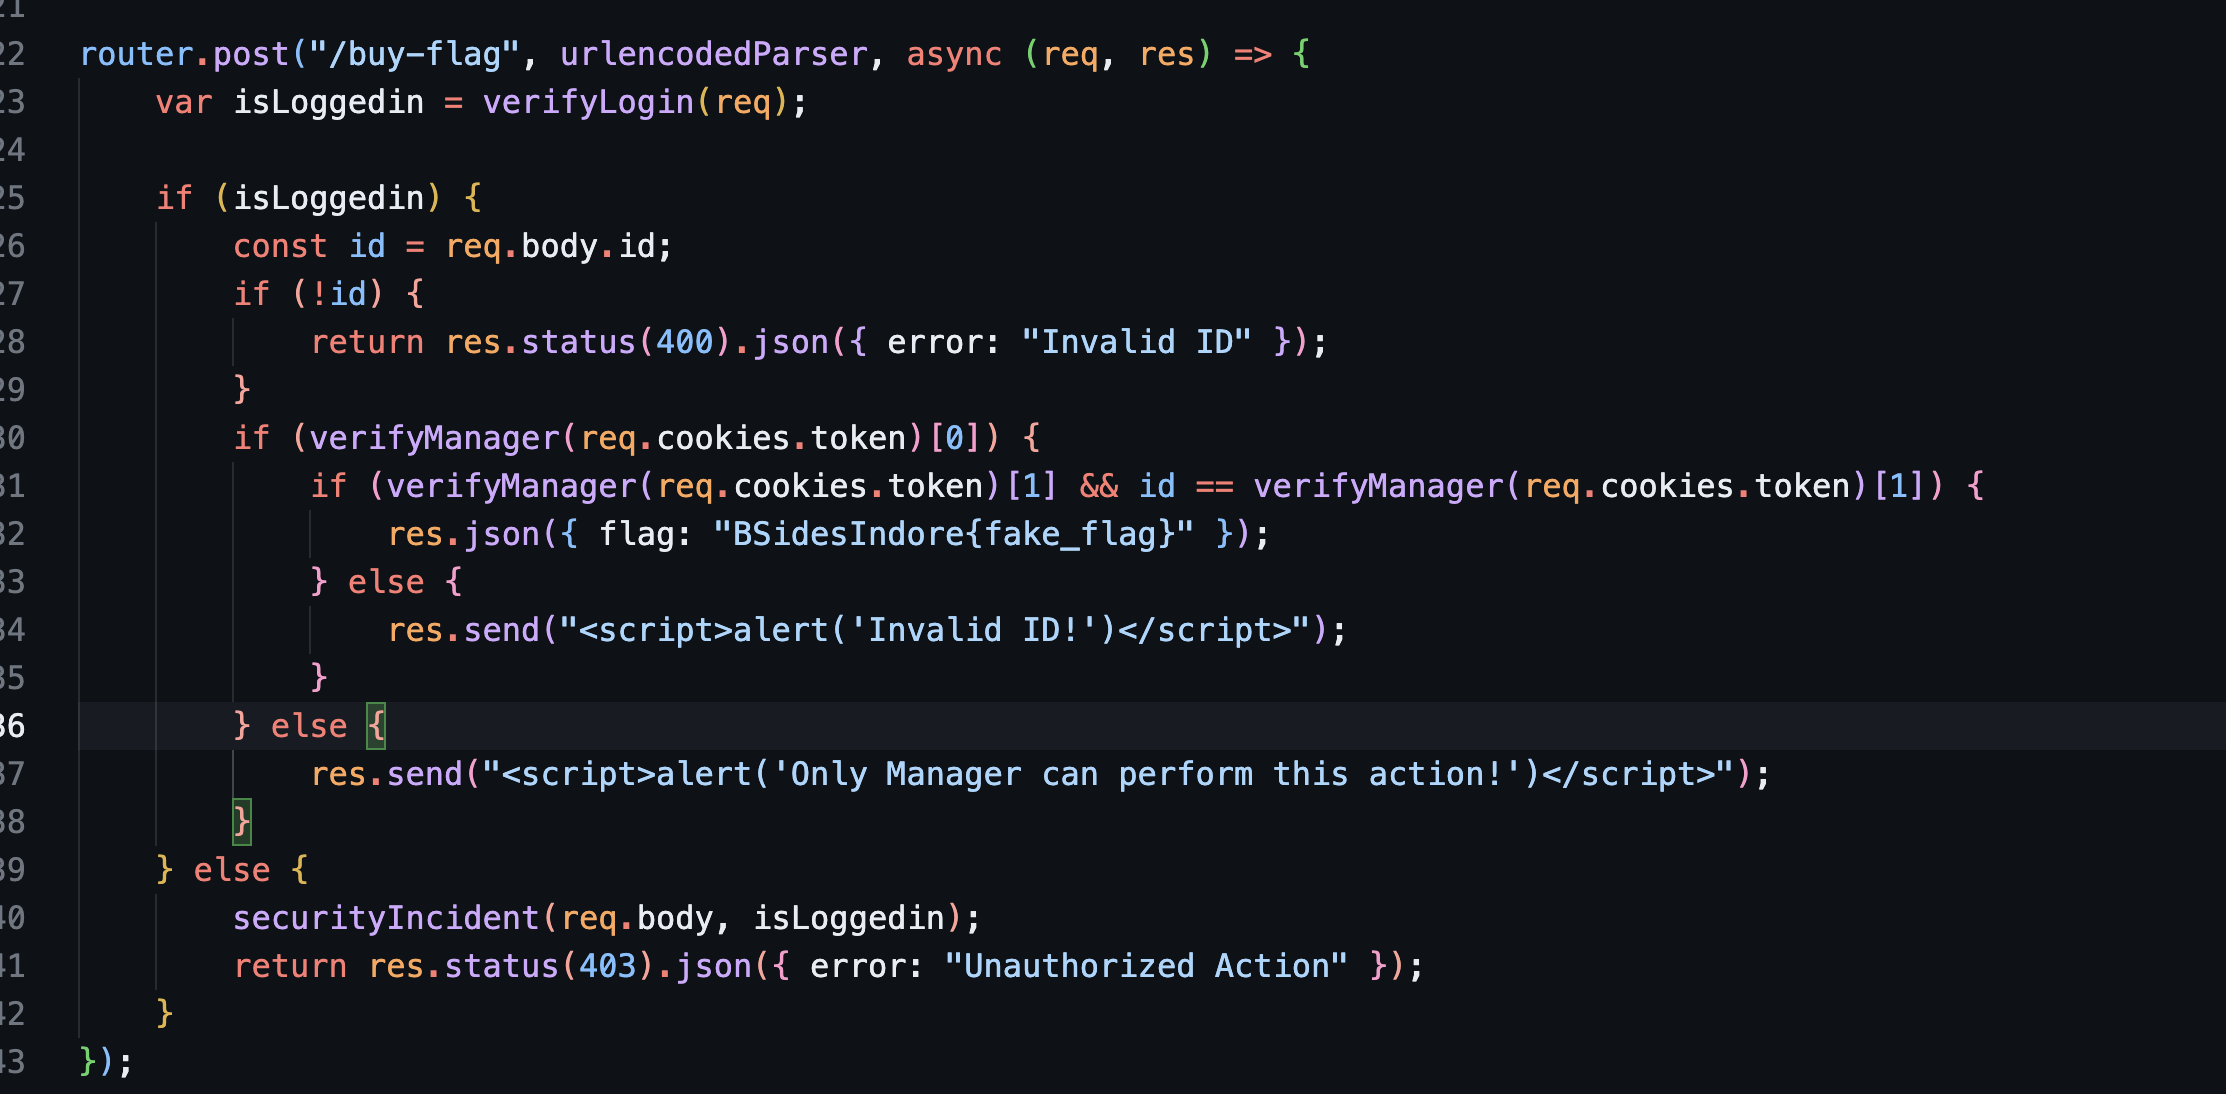 21
22 router.post("/buy-flag", urlencodedParser, async (req, res) => {
23     var isLoggedin = verifyLogin(req);
24
25     if (isLoggedin) {
26         const id = req.body.id;
27         if (!id) {
28             return res.status(400).json({ error: "Invalid ID" });
29         }
30         if (verifyManager(req.cookies.token)[0]) {
31             if (verifyManager(req.cookies.token)[1] && id == verifyManager(req.cookies.token)[1]) {
32                 res.json({ flag: "BSidesIndore{fake_flag}" });
33             } else {
34                 res.send("<script>alert('Invalid ID!')</script>");
35             }
36         } else {
37             res.send("<script>alert('Only Manager can perform this action!')</script>");
38         }
39     } else {
40         securityIncident(req.body, isLoggedin);
41         return res.status(403).json({ error: "Unauthorized Action" });
42     }
43 });